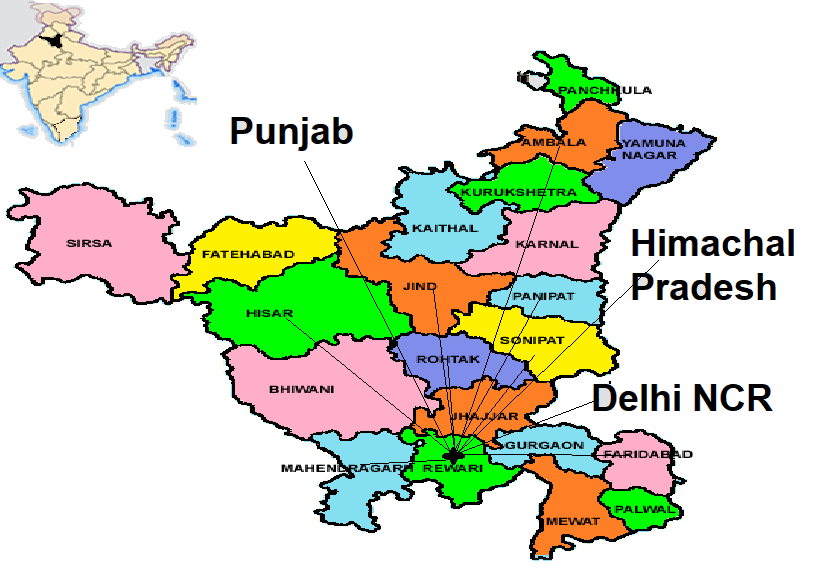 PANCHKULA
Punjab
AMBALA
YAMUNA
NAGAR
KURUKSHETRA
KAITHAL
KARNAL
SIRSA
FATEHABAD
Himachal
Pradesh
JIND
PANIPAT
HISAR
SONIPAT
ROHTAK
BHIWANI
Delhi NCR
JHAJJAR
GURGAON
FARIDABAD
MAHENDRAGARH
REWARI
PALWAL
MEWAT